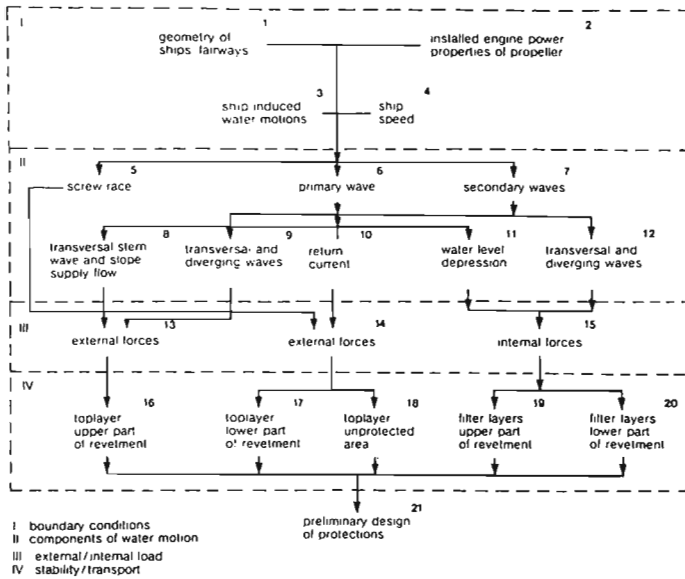 I
1
2
geometry of
ships fairways
installed engine power
properties of propeller
3
4
ship induced
water motions
ship
speed
II
5
6
7
screw race
primary wave
secondary waves
8
9
10
11
12
transversal stern
wave and slope
supply flow
transversal and
diverging waves
return
current
water level
depression
transversal and
diverging waves
III
13
14
15
external forces
external forces
internal forces
IV
16
17
18
19
20
toplayer
upper part
of revetment
toplayer
lower part
of revetment
toplayer
unprotected
area
filter layers
upper part
of revetment
filter layers
lower part
of revetment
21
preliminary design
of protections
I boundary conditions
II components of water motion
III external/internal load
IV stability/transport